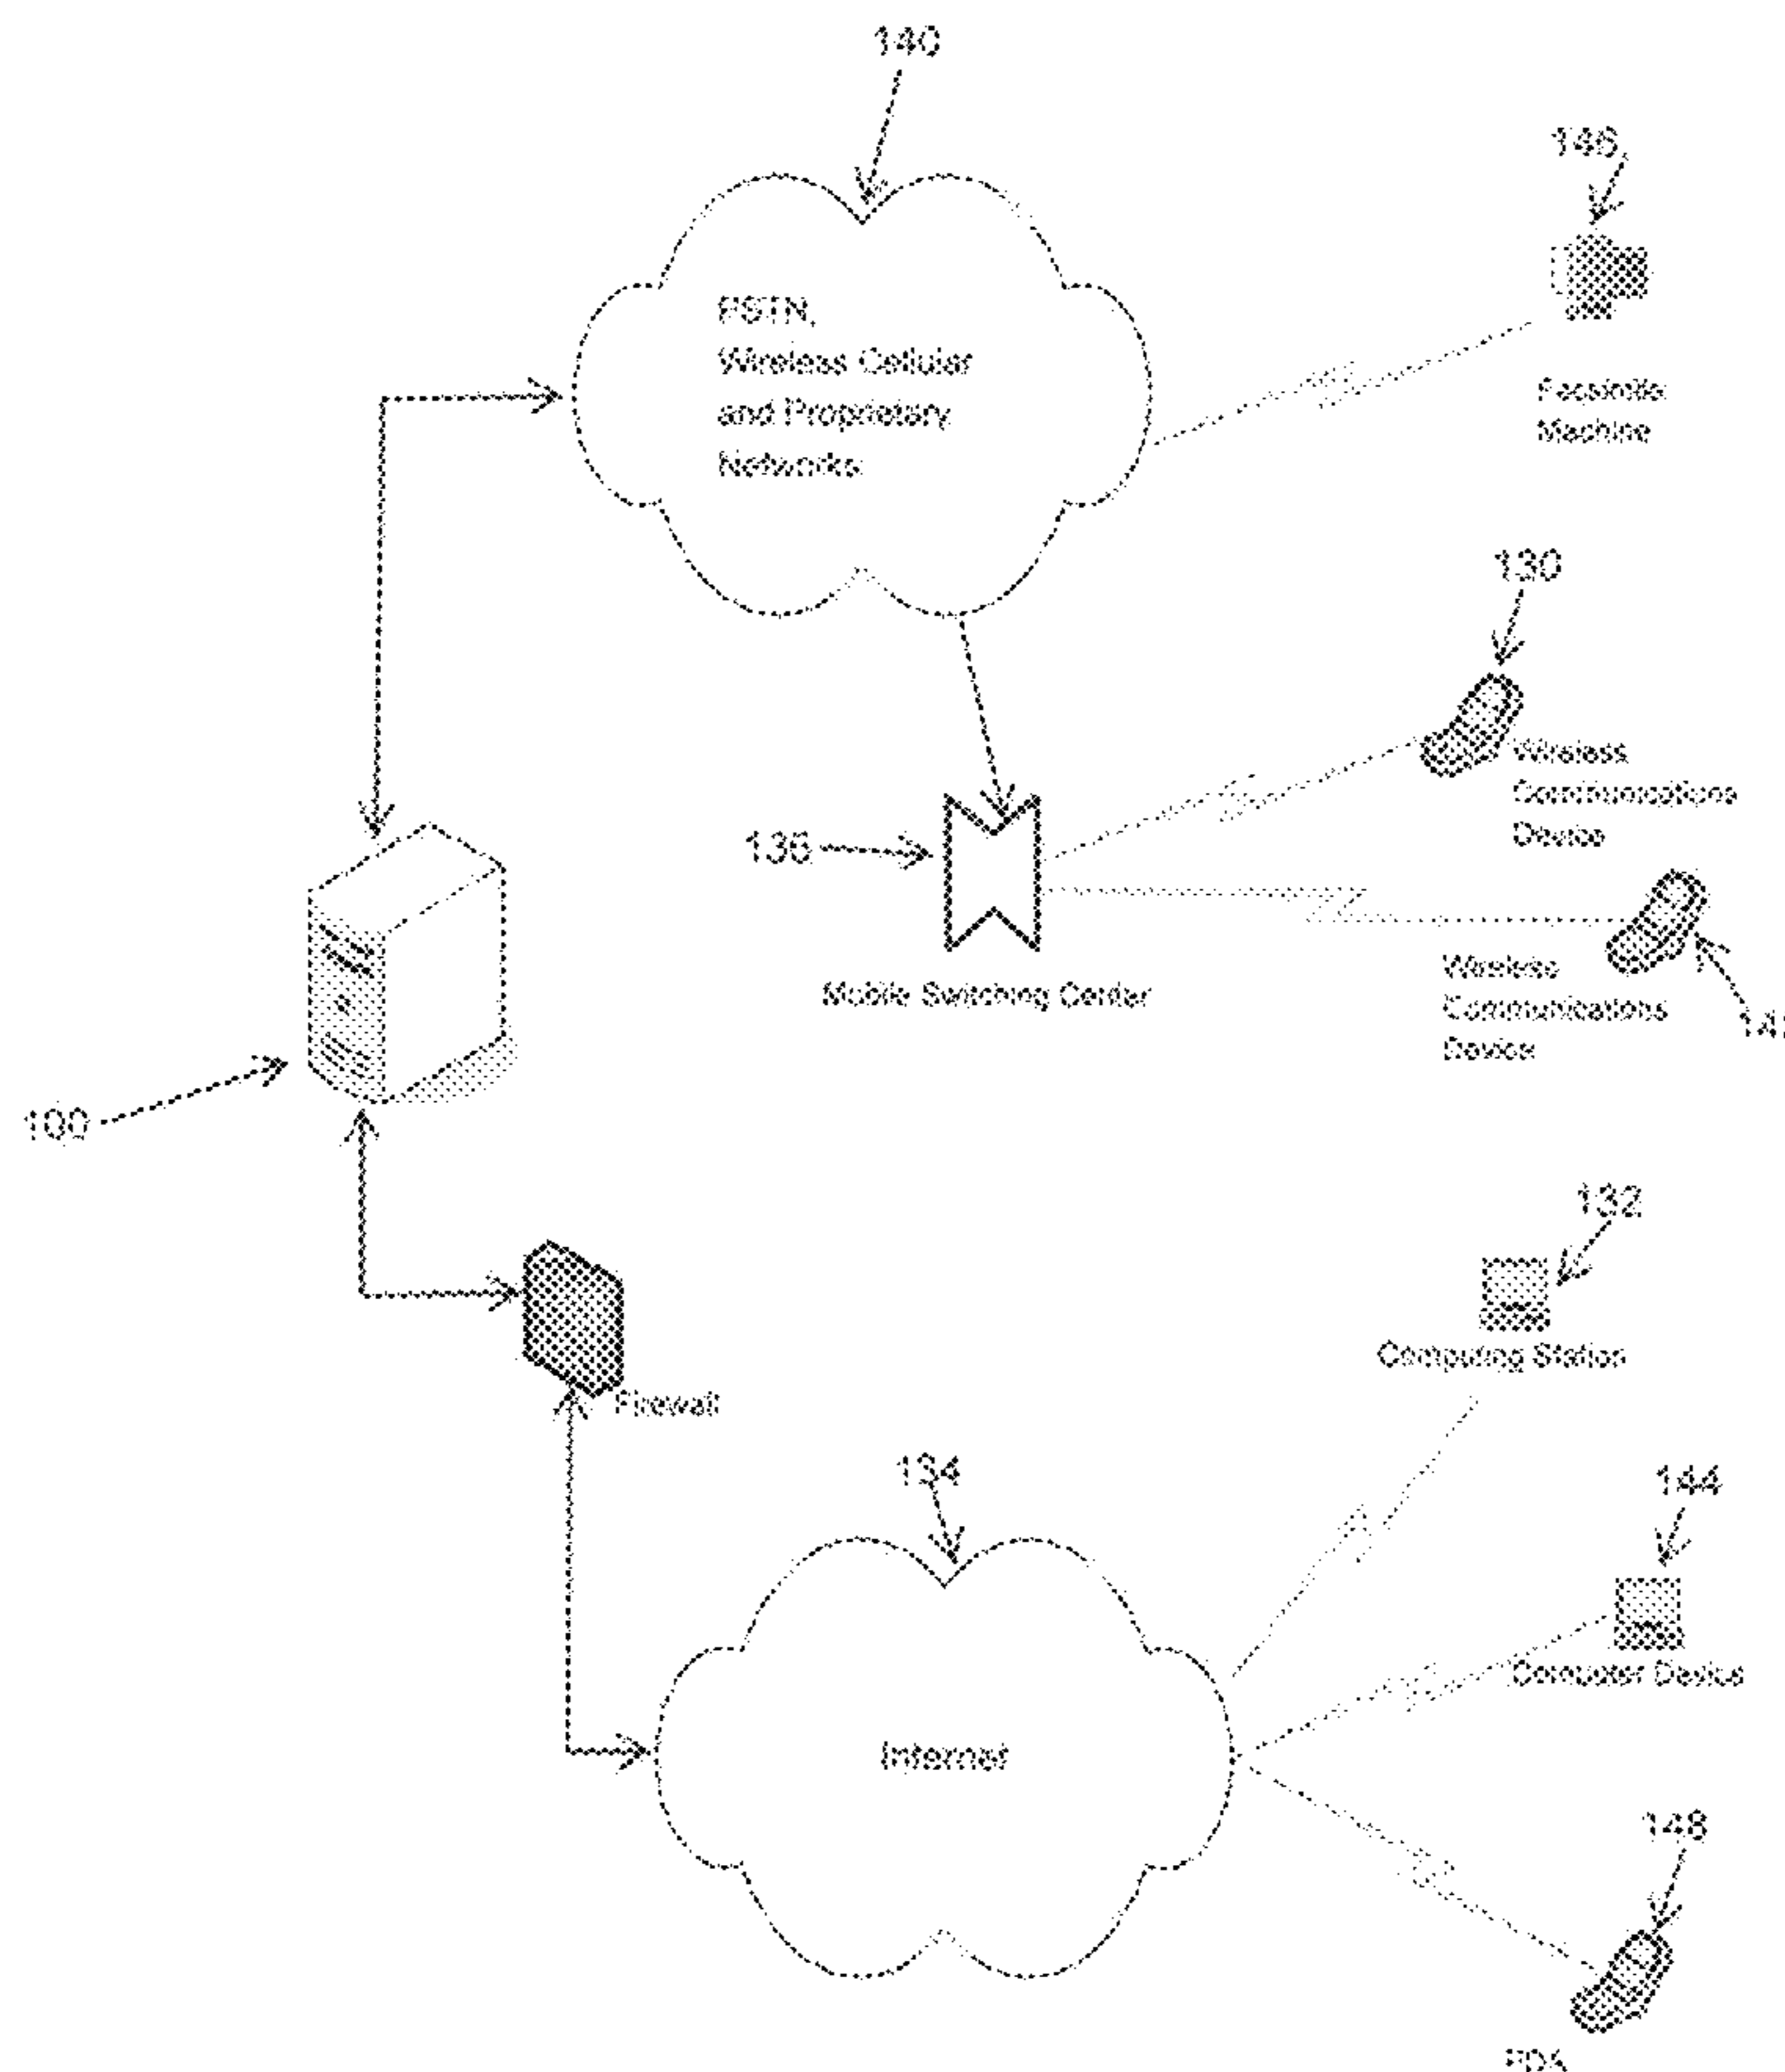 140
146
PSTN,
Wireless Cellular
and Proprietary
Networks
Facsimile
Machine
130
Wireless
Communications
Device
136
Mobile Switching Center
Wireless
Communications
Device
100
132
Computing Station
Firewall
134
144
Computer Device
Internet
148
PDA